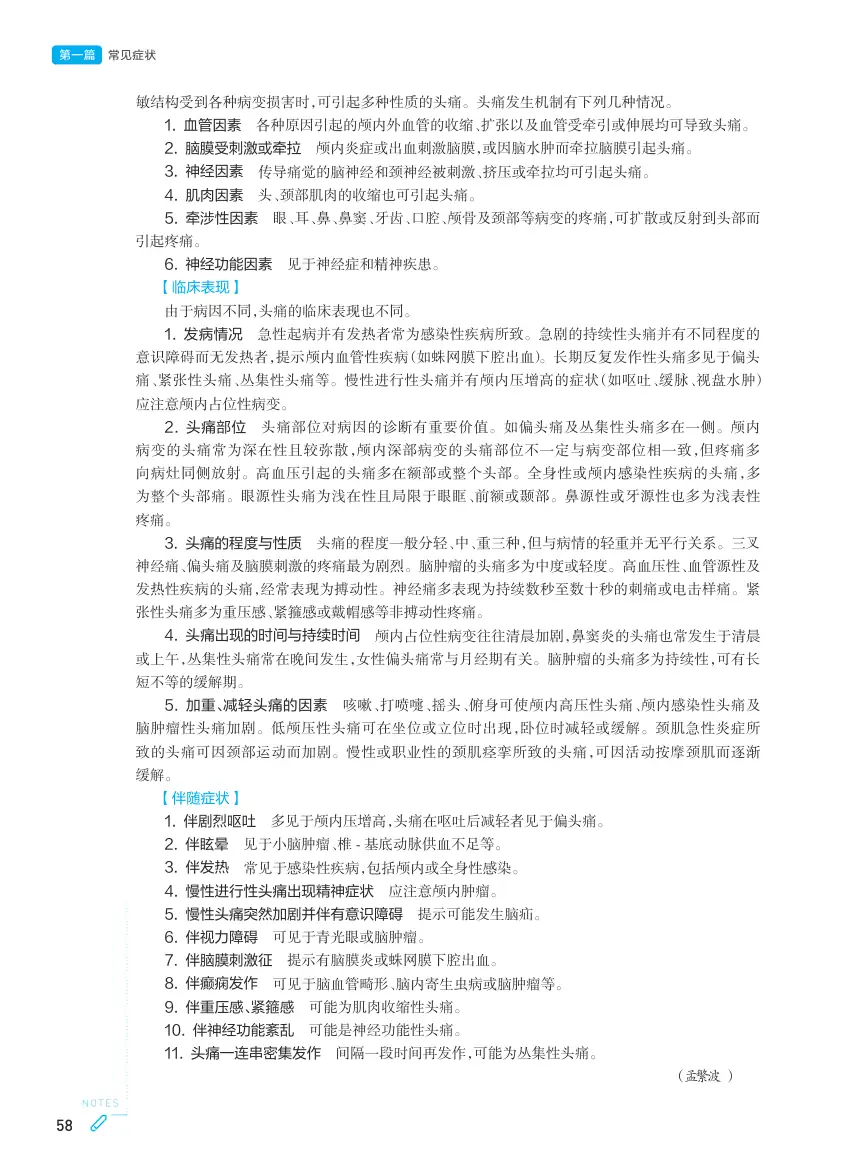 第一篇 常见症状
敏结构受到各种病变损害时,可引起多种性质的头痛。头痛发生机制有下列几种情况。
1. 血管因素 各种原因引起的颅内外血管的收缩、扩张以及血管受牵引或伸展均可导致头痛。
2. 脑膜受刺激或牵拉 颅内炎症或出血刺激脑膜,或因脑水肿而牵拉脑膜引起头痛。
3. 神经因素 传导痛觉的脑神经和颈神经被刺激、挤压或牵拉均可引起头痛。
4. 肌肉因素 头、颈部肌肉的收缩也可引起头痛。
5. 牵涉性因素 眼、耳、鼻、鼻窦、牙齿、口腔、颅骨及颈部等病变的疼痛,可扩散或反射到头部而
引起疼痛。
6. 神经功能因素 见于神经症和精神疾患。
【临床表现】
由于病因不同,头痛的临床表现也不同。
1. 发病情况 急性起病并有发热者常为感染性疾病所致。急剧的持续性头痛并有不同程度的
意识障碍而无发热者,提示颅内血管性疾病(如蛛网膜下腔出血)。长期反复发作性头痛多见于偏头
痛、紧张性头痛、丛集性头痛等。慢性进行性头痛并有颅内压增高的症状(如呕吐、缓脉、视盘水肿)
应注意颅内占位性病变。
2. 头痛部位 头痛部位对病因的诊断有重要价值。如偏头痛及丛集性头痛多在一侧。颅内
病变的头痛常为深在性且较弥散,颅内深部病变的头痛部位不一定与病变部位相一致,但疼痛多
向病灶同侧放射。高血压引起的头痛多在额部或整个头部。全身性或颅内感染性疾病的头痛,多
为整个头部痛。眼源性头痛为浅在性且局限于眼眶、前额或颞部。鼻源性或牙源性也多为浅表性
疼痛。
3. 头痛的程度与性质 头痛的程度一般分轻、中、重三种,但与病情的轻重并无平行关系。三叉
神经痛、偏头痛及脑膜刺激的疼痛最为剧烈。脑肿瘤的头痛多为中度或轻度。高血压性、血管源性及
发热性疾病的头痛,经常表现为搏动性。神经痛多表现为持续数秒至数十秒的刺痛或电击样痛。紧
张性头痛多为重压感、紧箍感或戴帽感等非搏动性疼痛。
4. 头痛出现的时间与持续时间 颅内占位性病变往往清晨加剧,鼻窦炎的头痛也常发生于清晨
或上午,丛集性头痛常在晚间发生,女性偏头痛常与月经期有关。脑肿瘤的头痛多为持续性,可有长
短不等的缓解期。
5. 加重、减轻头痛的因素 咳嗽、打喷嚏、摇头、俯身可使颅内高压性头痛、颅内感染性头痛及
脑肿瘤性头痛加剧。低颅压性头痛可在坐位或立位时出现,卧位时减轻或缓解。颈肌急性炎症所
致的头痛可因颈部运动而加剧。慢性或职业性的颈肌痉挛所致的头痛,可因活动按摩颈肌而逐渐
缓解。
【伴随症状】
1. 伴剧烈呕吐 多见于颅内压增高,头痛在呕吐后减轻者见于偏头痛。
2. 伴眩晕 见于小脑肿瘤、椎 - 基底动脉供血不足等。
3. 伴发热 常见于感染性疾病,包括颅内或全身性感染。
4. 慢性进行性头痛出现精神症状 应注意颅内肿瘤。
5. 慢性头痛突然加剧并伴有意识障碍 提示可能发生脑疝。
6. 伴视力障碍 可见于青光眼或脑肿瘤。
7. 伴脑膜刺激征 提示有脑膜炎或蛛网膜下腔出血。
8. 伴癫痫发作 可见于脑血管畸形、脑内寄生虫病或脑肿瘤等。
9. 伴重压感、紧箍感 可能为肌肉收缩性头痛。
10. 伴神经功能紊乱 可能是神经功能性头痛。
11. 头痛一连串密集发作 间隔一段时间再发作,可能为丛集性头痛。
(孟繁波 )
NOTES
58